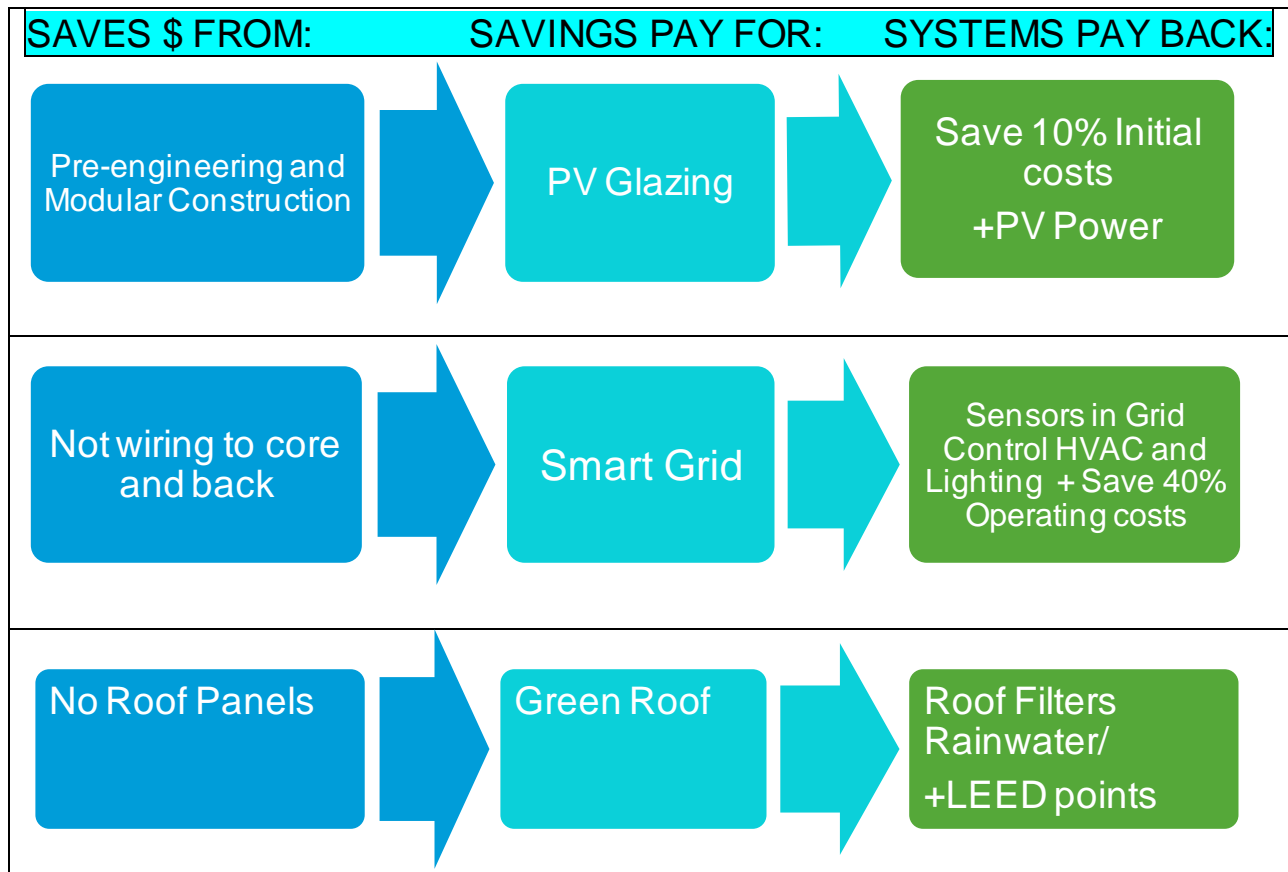 SAVES $ FROM: SAVINGS PAY FOR: SYSTEMS PAY BACK:
Pre-engineering and
Modular Construction
PV Glazing
Save 10% Initial
costs
+PV Power
Not wiring to core
and back
Smart Grid
Sensors in Grid
Control HVAC and
Lighting + Save 40%
Operating costs
No Roof Panels
Green Roof
Roof Filters
Rainwater/
+LEED points